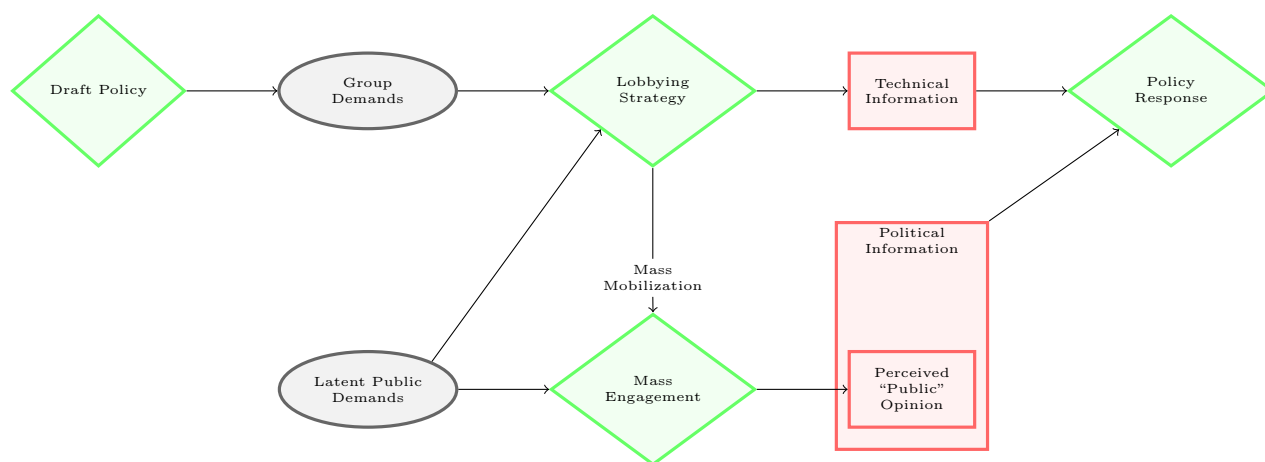 Draft Policy
Group
Demands
Lobbying
Strategy
Technical
Information
Policy
Response
Political
Information
Mass
Mobilization
Latent Public
Demands
Mass
Engagement
Perceived
“Public”
Opinion